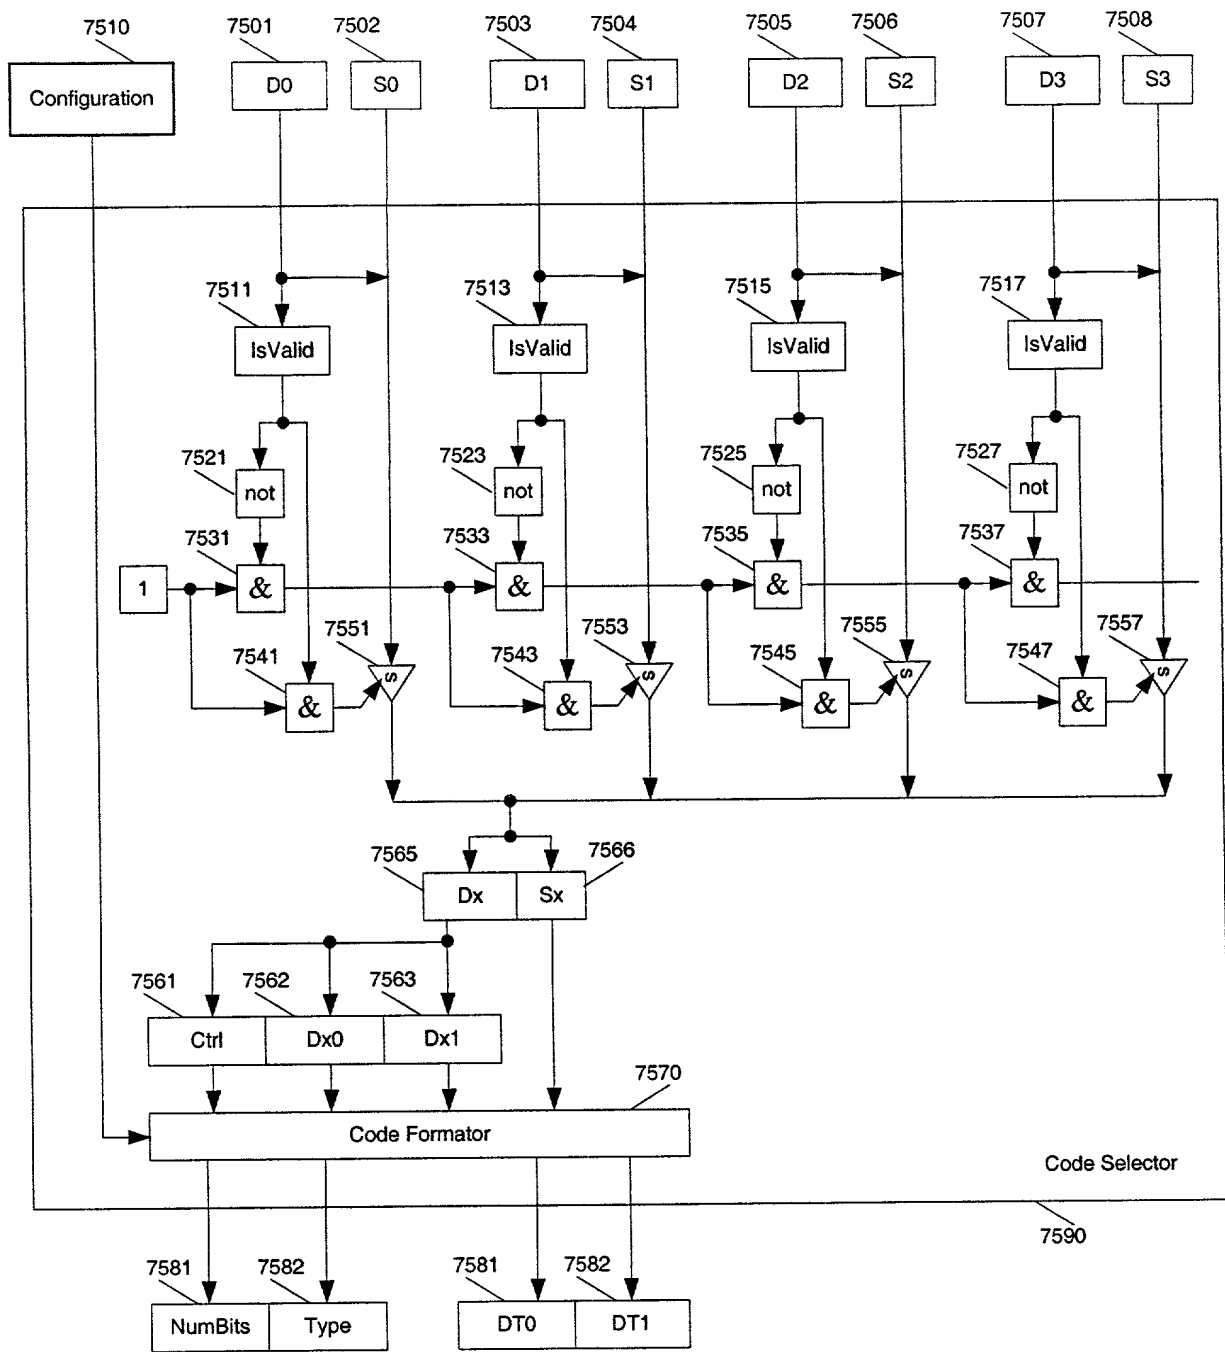 7510 7501 7502 7503 7504 7505 7506 7507 7508
Configuration D0 S0 D1 S1 D2 S2 D3 S3
7511 7513 7515 7517
IsValid IsValid IsValid IsValid
7521 7523 7525 7527
not not not not
7531 7533 7535 7537
1 & & & &
7541 7551 7543 7553 7545 7555 7547 7557
& s & s & s & s
7565 7566
Dx Sx
7561 7562 7563
Ctrl Dx0 Dx1
7570
Code Formator
Code Selector
7590
7581 7582 7581 7582
NumBits Type DT0 DT1